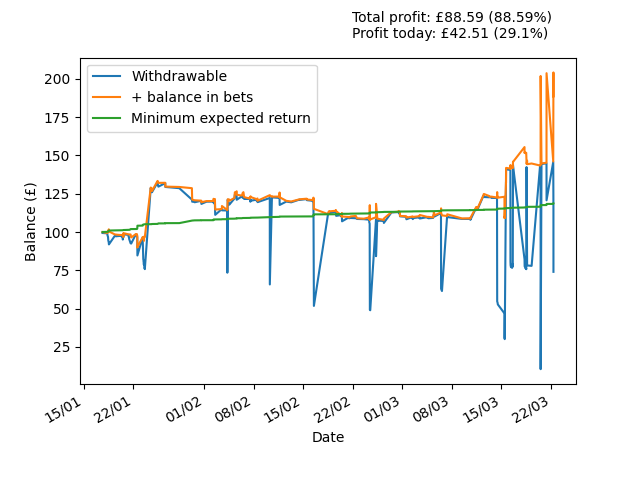 Total profit: £88.59 (88.59%)
Profit today: £42.51 (29.1%)
Withdrawable
+ balance in bets
Minimum expected return
200
175
150
125
100
75
50
25
Balance (£)
15/01
22/01
01/02
08/02
15/02
22/02
01/03
08/03
15/03
22/03
Date